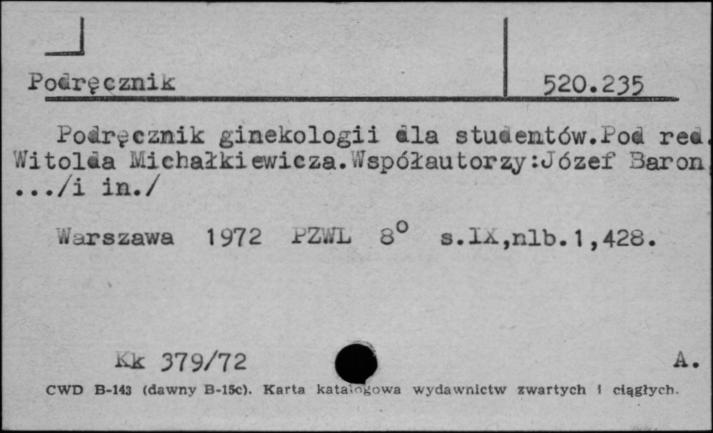 Podręcznik 520.235
Podręcznik ginekologii dla studentów.Pod red.
Witolda Michałkiewicza.Współautorzy:Józef Baron
.../i in./
Warszawa 1972 PZWL 8° s.IX,nlb.1,428.
Kk 379/72 A.
CWD B-143 (dawny B-15c). Karta katalogowa wydawnictw zwartych i ciągłych.